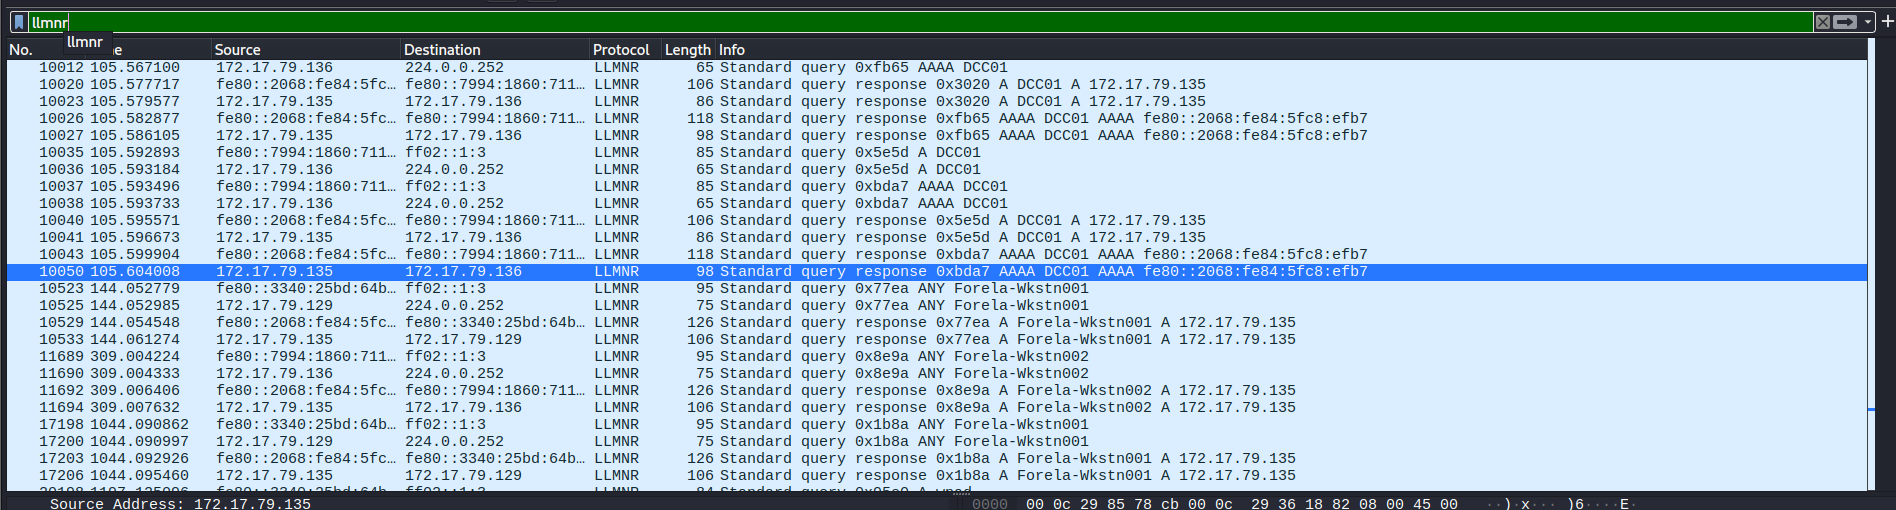 llmnr
llmnr
No. e Source Destination Protocol Length Info
10012 105.567100 172.17.79.136 224.0.0.252 LLMNR 65 Standard query 0xfb65 AAAA DCC01
10020 105.577717 fe80::2068:fe84:5fc… fe80::7994:1860:711… LLMNR 106 Standard query response 0x3020 A DCC01 A 172.17.79.135
10023 105.579577 172.17.79.135 172.17.79.136 LLMNR 86 Standard query response 0x3020 A DCC01 A 172.17.79.135
10026 105.582877 fe80::2068:fe84:5fc… fe80::7994:1860:711… LLMNR 118 Standard query response 0xfb65 AAAA DCC01 AAAA fe80::2068:fe84:5fc8:efb7
10027 105.586105 172.17.79.135 172.17.79.136 LLMNR 98 Standard query response 0xfb65 AAAA DCC01 AAAA fe80::2068:fe84:5fc8:efb7
10035 105.592893 fe80::7994:1860:711… ff02::1:3 LLMNR 85 Standard query 0x5e5d A DCC01
10036 105.593184 172.17.79.136 224.0.0.252 LLMNR 65 Standard query 0x5e5d A DCC01
10037 105.593496 fe80::7994:1860:711… ff02::1:3 LLMNR 85 Standard query 0xbda7 AAAA DCC01
10038 105.593733 172.17.79.136 224.0.0.252 LLMNR 65 Standard query 0xbda7 AAAA DCC01
10040 105.595571 fe80::2068:fe84:5fc… fe80::7994:1860:711… LLMNR 106 Standard query response 0x5e5d A DCC01 A 172.17.79.135
10041 105.596673 172.17.79.135 172.17.79.136 LLMNR 86 Standard query response 0x5e5d A DCC01 A 172.17.79.135
10043 105.599904 fe80::2068:fe84:5fc… fe80::7994:1860:711… LLMNR 118 Standard query response 0xbda7 AAAA DCC01 AAAA fe80::2068:fe84:5fc8:efb7
10050 105.604008 172.17.79.135 172.17.79.136 LLMNR 98 Standard query response 0xbda7 AAAA DCC01 AAAA fe80::2068:fe84:5fc8:efb7
10523 144.052779 fe80::3340:25bd:64b… ff02::1:3 LLMNR 95 Standard query 0x77ea ANY Forela-Wkstn001
10525 144.052985 172.17.79.129 224.0.0.252 LLMNR 75 Standard query 0x77ea ANY Forela-Wkstn001
10529 144.054548 fe80::2068:fe84:5fc… fe80::3340:25bd:64b… LLMNR 126 Standard query response 0x77ea A Forela-Wkstn001 A 172.17.79.135
10533 144.061274 172.17.79.135 172.17.79.129 LLMNR 106 Standard query response 0x77ea A Forela-Wkstn001 A 172.17.79.135
11689 309.004224 fe80::7994:1860:711… ff02::1:3 LLMNR 95 Standard query 0x8e9a ANY Forela-Wkstn002
11690 309.004333 172.17.79.136 224.0.0.252 LLMNR 75 Standard query 0x8e9a ANY Forela-Wkstn002
11692 309.006406 fe80::2068:fe84:5fc… fe80::7994:1860:711… LLMNR 126 Standard query response 0x8e9a A Forela-Wkstn002 A 172.17.79.135
11694 309.007632 172.17.79.135 172.17.79.136 LLMNR 106 Standard query response 0x8e9a A Forela-Wkstn002 A 172.17.79.135
17198 1044.090862 fe80::3340:25bd:64b… ff02::1:3 LLMNR 95 Standard query 0x1b8a ANY Forela-Wkstn001
17200 1044.090997 172.17.79.129 224.0.0.252 LLMNR 75 Standard query 0x1b8a ANY Forela-Wkstn001
17203 1044.092926 fe80::2068:fe84:5fc… fe80::3340:25bd:64b… LLMNR 126 Standard query response 0x1b8a A Forela-Wkstn001 A 172.17.79.135
17206 1044.095460 172.17.79.135 172.17.79.129 LLMNR 106 Standard query response 0x1b8a A Forela-Wkstn001 A 172.17.79.135
Source Address: 172.17.79.135 0000 00 0c 29 85 78 cb 00 0c 29 36 18 82 08 00 45 00 ··)·x··· )6····E·